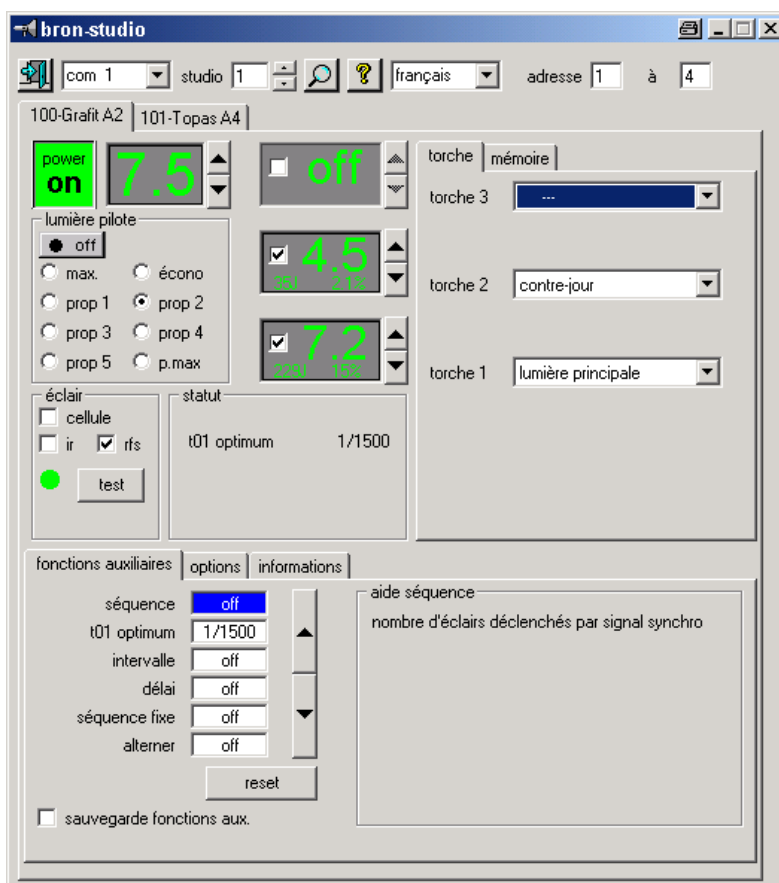 bron-studio
com 1 studio 1 français adresse 1 à 4
100-Grafit A2 101-Topas A4
power
on
7.5
off
torche mémoire
torche 3 ---
lumière pilote
off
max. écono
prop 1 prop 2
prop 3 prop 4
prop 5 p.max
4.5
35J 2.1%
torche 2 contre-jour
7.2
229J 15%
torche 1 lumière principale
éclair
cellule
ir rfs
test
statut
t01 optimum 1/1500
fonctions auxiliaires options informations
séquence off
t01 optimum 1/1500
intervalle off
délai off
séquence fixe off
alterner off
reset
sauvegarde fonctions aux.
aide séquence
nombre d'éclairs déclenchés par signal synchro